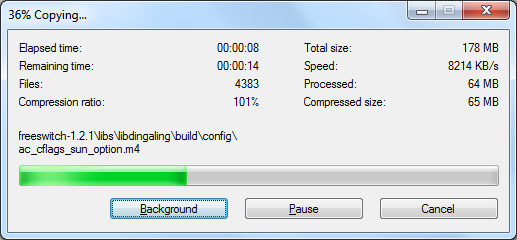 36% Copying...
Elapsed time: 00:00:08 Total size: 178 MB
Remaining time: 00:00:14 Speed: 8214 KB/s
Files: 4383 Processed: 64 MB
Compression ratio: 101% Compressed size: 65 MB
freeswitch-1.2.1\libs\libdingaling\build\config\
ac_cflags_sun_option.m4
Background Pause Cancel